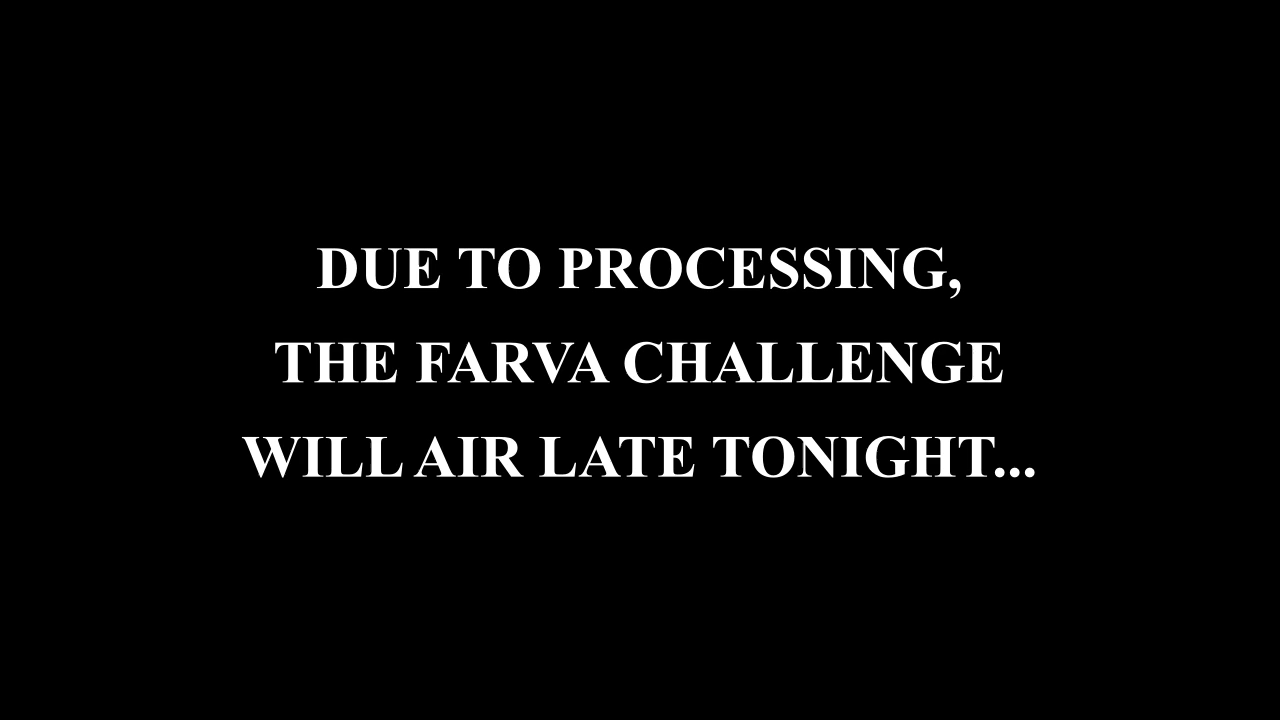 DUE TO PROCESSING,
THE FARVA CHALLENGE
WILL AIR LATE TONIGHT...